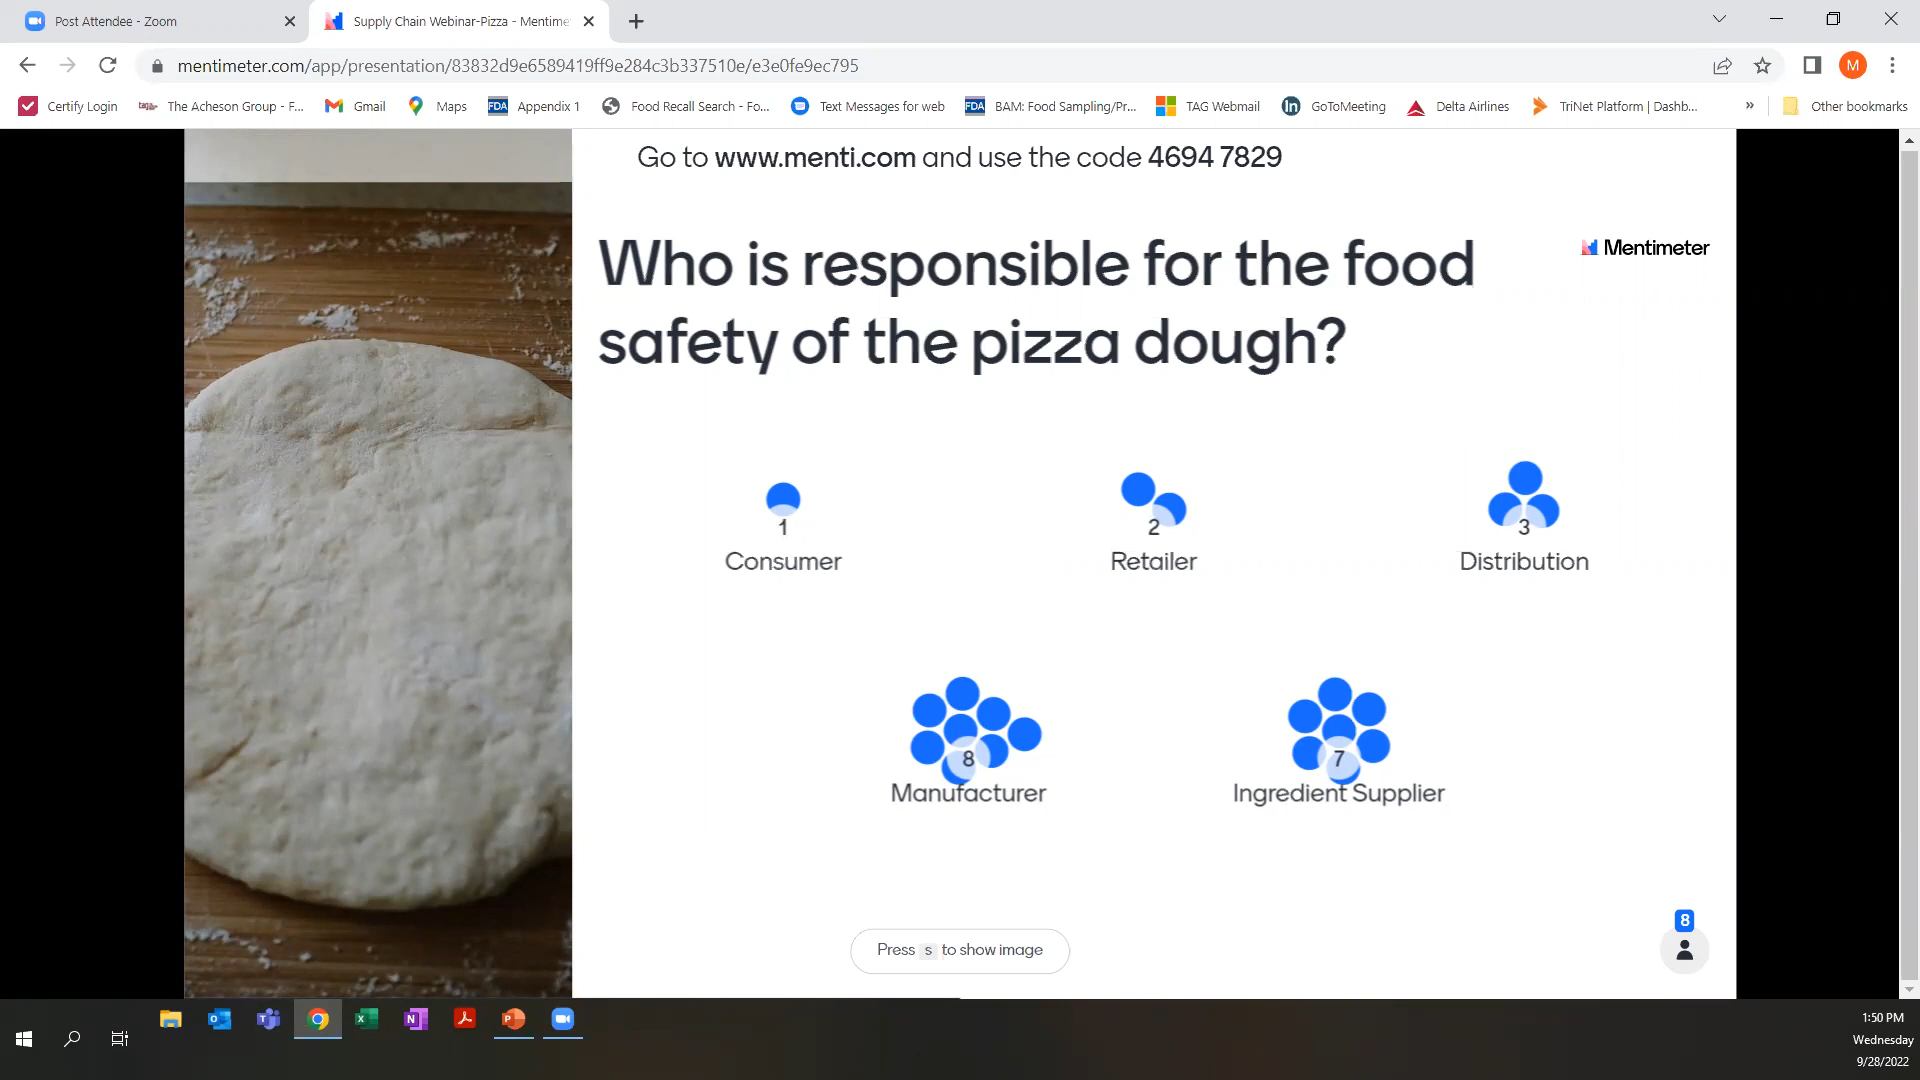 Post Attendee - Zoom
Supply Chain Webinar-Pizza - Mentime
mentimeter.com/app/presentation/83832d9e6589419ff9e284c3b337510e/e3e0fe9ec795
M
Certify Login
tag
The Acheson Group - F...
Gmail
Maps
FDA
Appendix 1
Food Recall Search - Fo...
Text Messages for web
FDA
BAM: Food Sampling/Pr...
TAG Webmail
in
GoToMeeting
Delta Airlines
TriNet Platform | Dashb...
»
Other bookmarks
Go to www.menti.com and use the code 4694 7829
Mentimeter
Who is responsible for the food
safety of the pizza dough?
1
Consumer
2
Retailer
3
Distribution
8
Manufacturer
7
Ingredient Supplier
Press s to show image
8
1:50 PM
Wednesday
9/28/2022